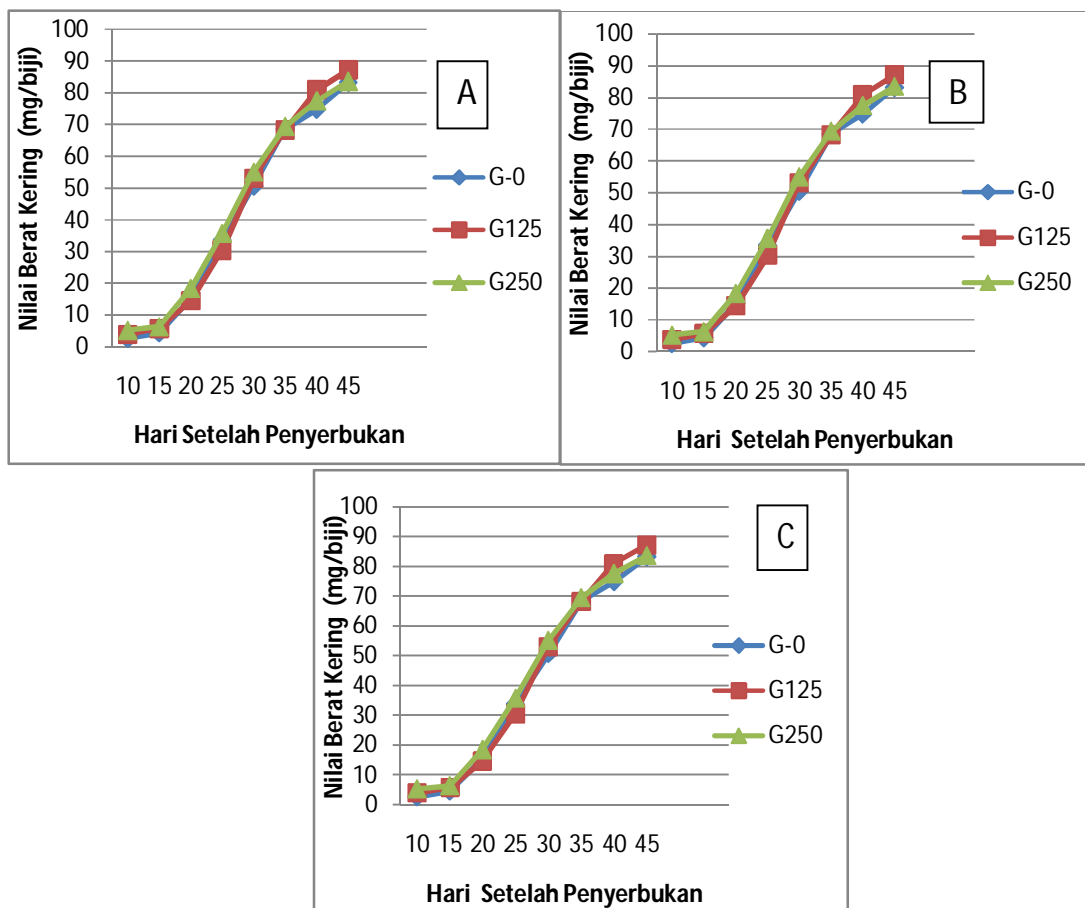 Nilai Berat Kering (mg/biji)
100
90
80
70
60
50
40
30
20
10
0
10 15 20 25 30 35 40 45
Hari Setelah Penyerbukan
A
G-0
G125
G250
Nilai Berat Kering (mg/biji)
100
90
80
70
60
50
40
30
20
10
0
10 15 20 25 30 35 40 45
Hari Setelah Penyerbukan
B
G-0
G125
G250
Nilai Berat Kering (mg/biji)
100
90
80
70
60
50
40
30
20
10
0
10 15 20 25 30 35 40 45
Hari Setelah Penyerbukan
C
G-0
G125
G250